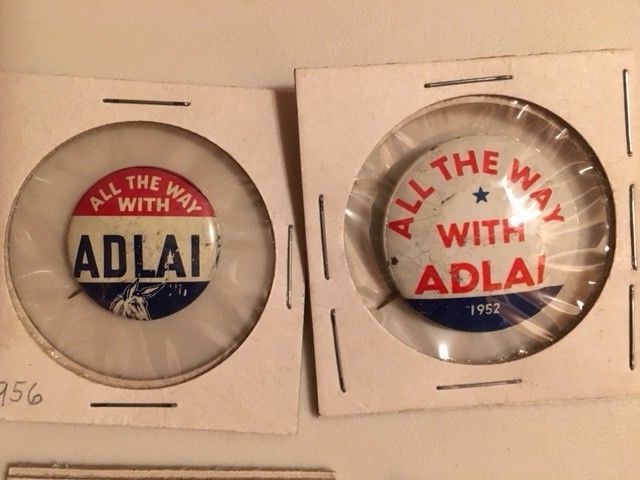 ALL THE WAY
WITH
ADLAI
956
ALL THE WAY
WITH
ADLAI
1952